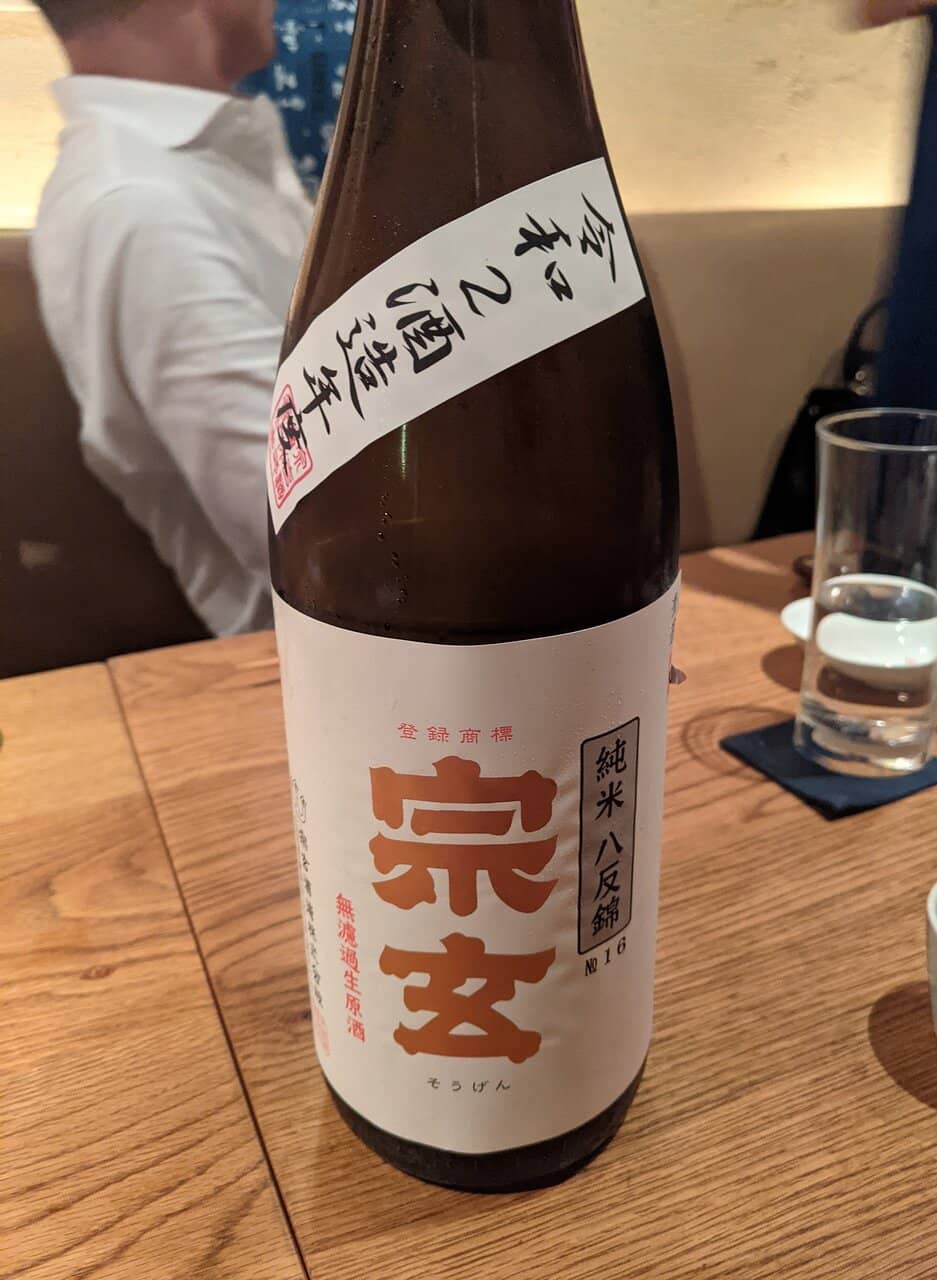 令和2酒造年度
登録商標
純米 八反錦
№16
宗玄
そうげん
無濾過生原酒